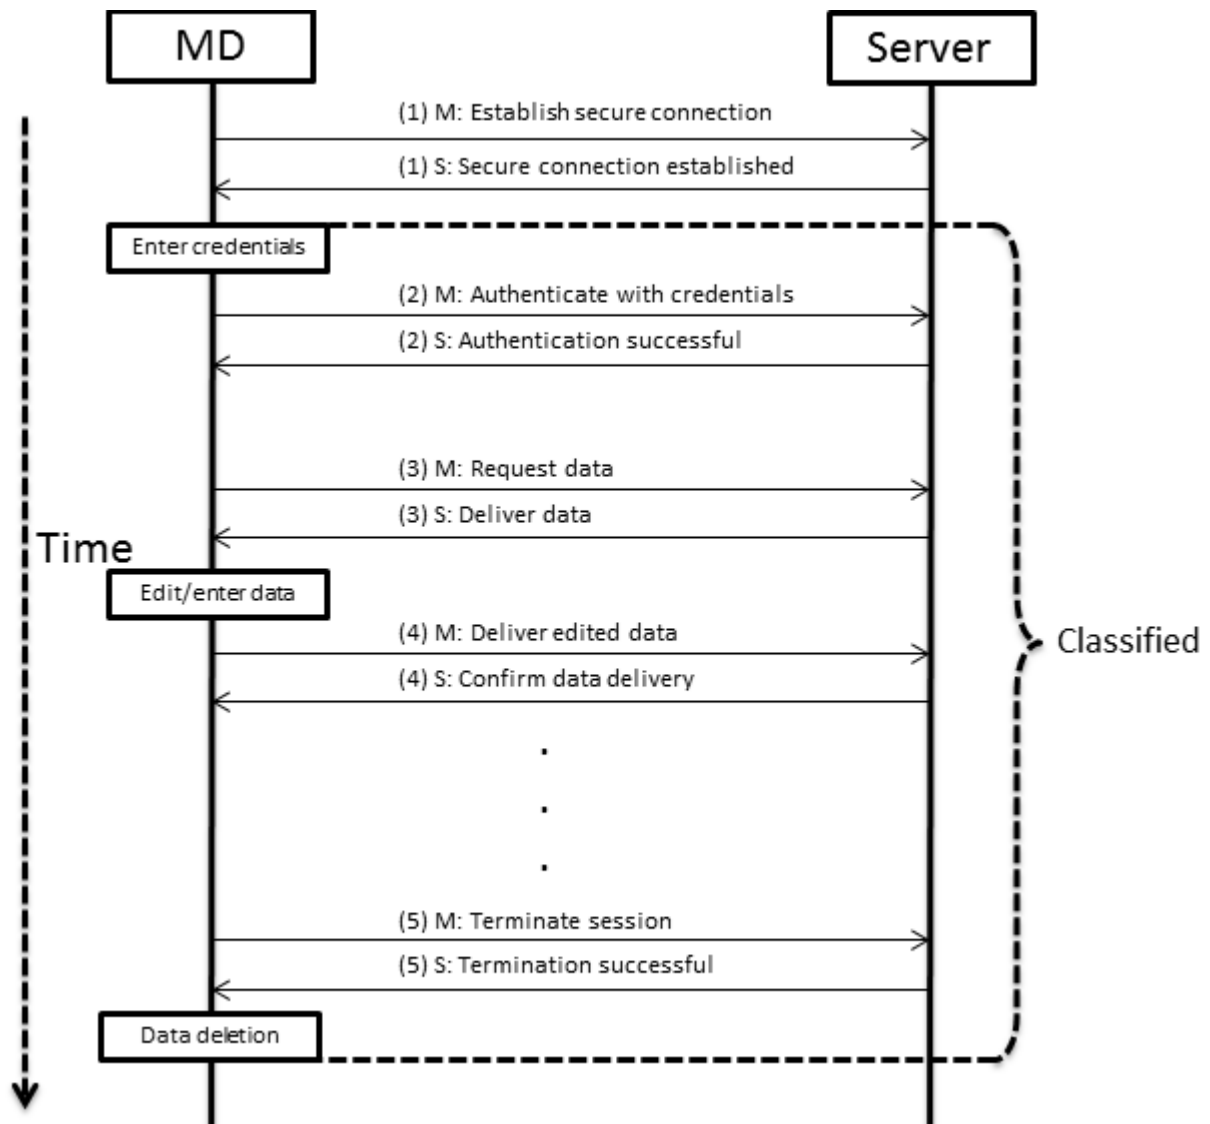 MD
Server
(1) M: Establish secure connection
(1) S: Secure connection established
Enter credentials
(2) M: Authenticate with credentials
(2) S: Authentication successful
(3) M: Request data
(3) S: Deliver data
Time
Edit/enter data
(4) M: Deliver edited data
Classified
(4) S: Confirm data delivery
.
.
.
(5) M: Terminate session
(5) S: Termination successful
Data deletion